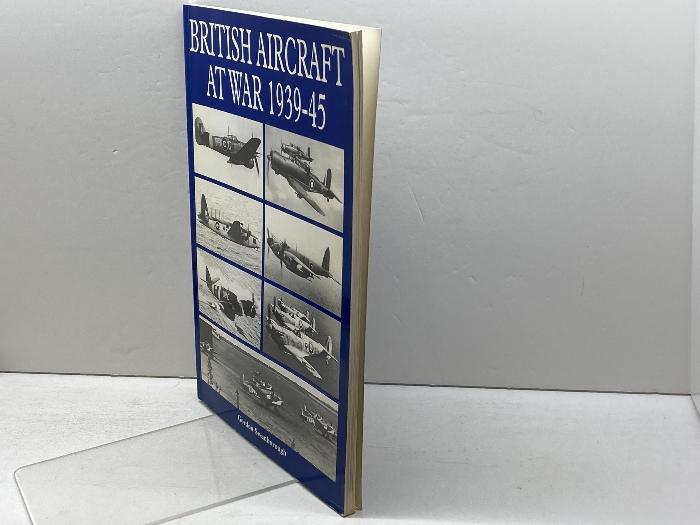 BRITISH AIRCRAFT
AT WAR 1939-45
Gordon Swanborough